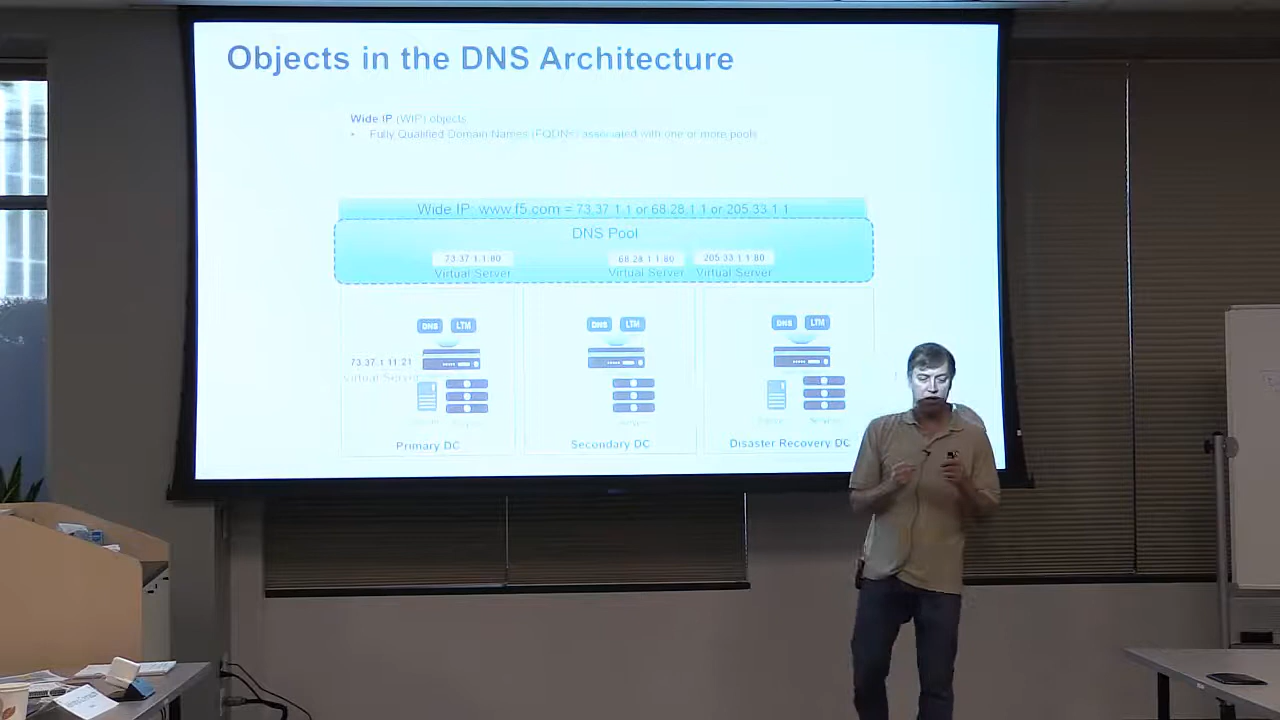 Objects in the DNS Architecture
Wide IP (WIP) objects
• Fully Qualified Domain Names (FQDNs) associated with one or more pools
Wide IP: www.f5.com = 73.37.1.1 or 68.28.1.1 or 205.33.1.1
DNS Pool
73.37.1.1:80 68.28.1.1:80 205.33.1.1:80
Virtual Server Virtual Server Virtual Server
DNS LTM DNS LTM DNS LTM
73.37.1.11:21
Virtual Server
Primary DC Secondary DC Disaster Recovery DC